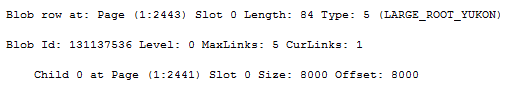 Blob row at: Page (1:2443) Slot 0 Length: 84 Type: 5 (LARGE_ROOT_YUKON)
Blob Id: 131137536 Level: 0 MaxLinks: 5 CurLinks: 1
Child 0 at Page (1:2441) Slot 0 Size: 8000 Offset: 8000